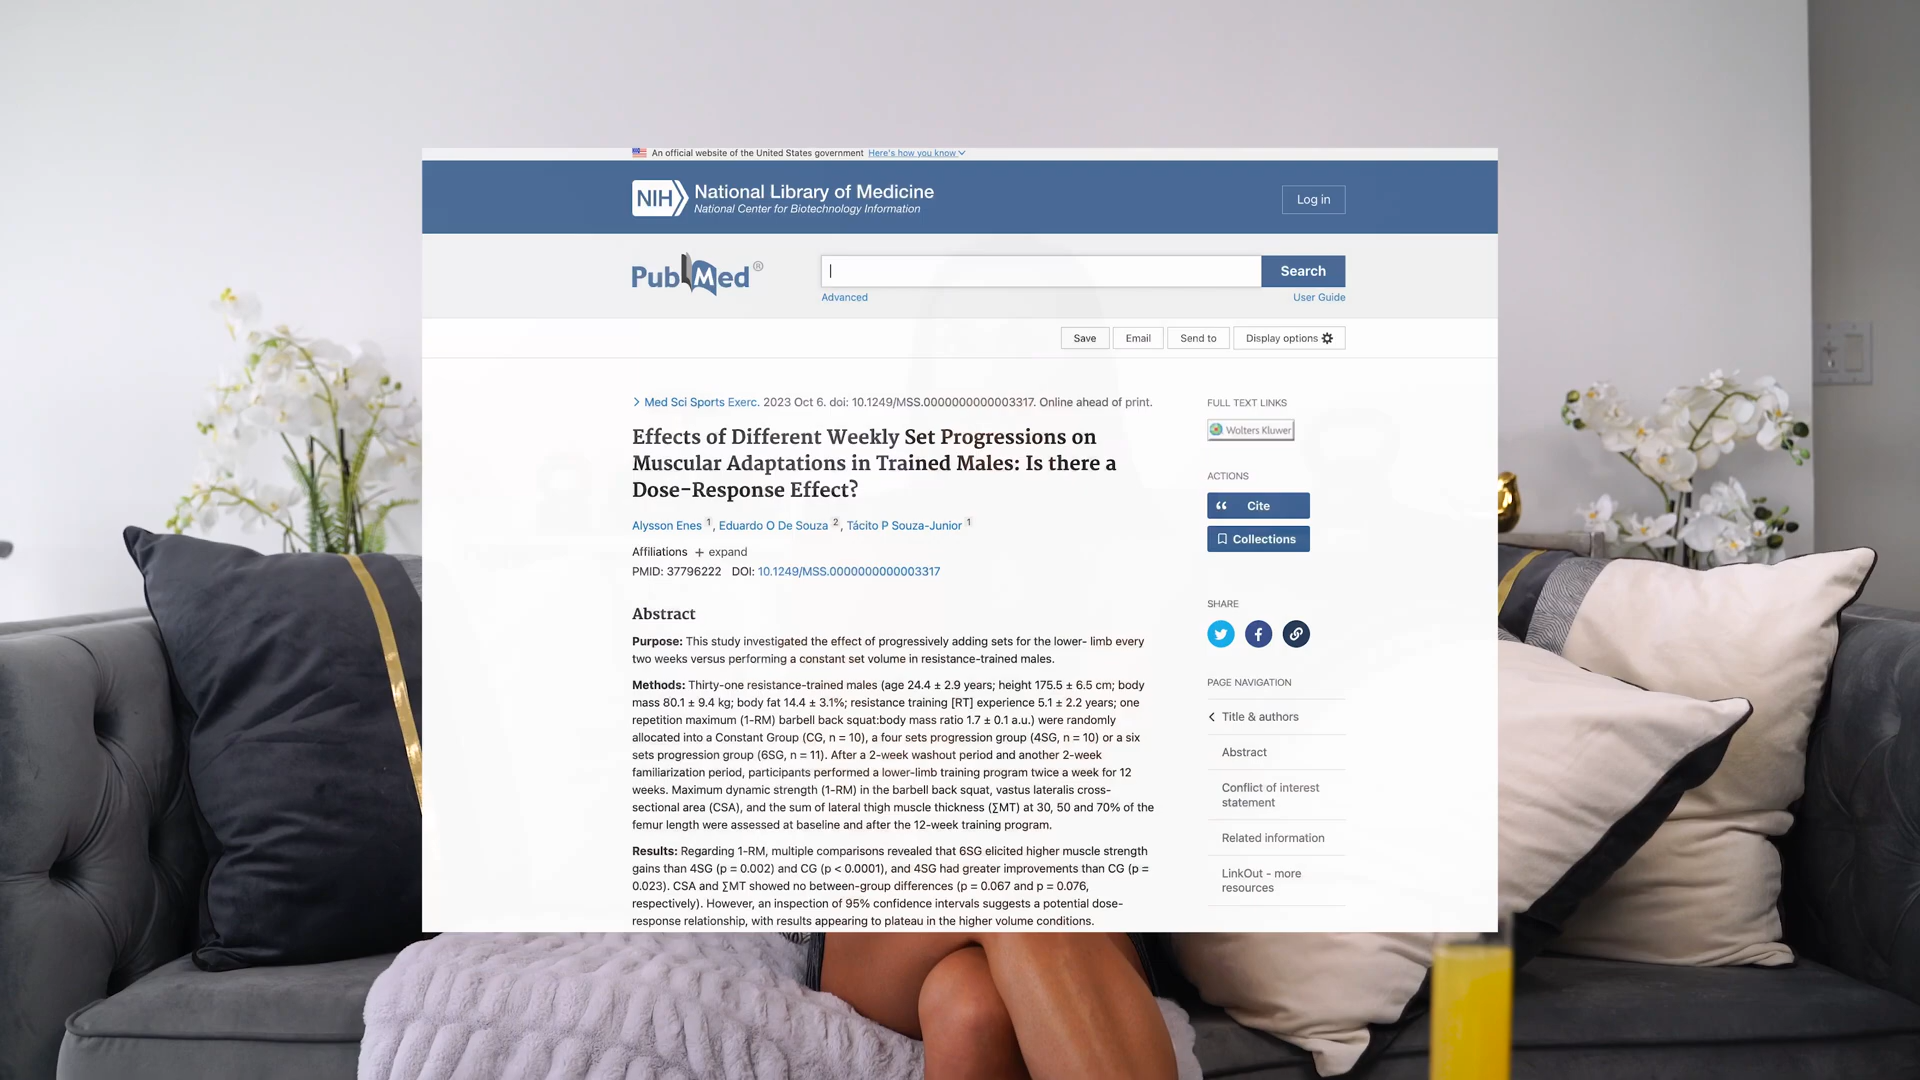 An official website of the United States government Here's how you know
NIH National Library of Medicine
National Center for Biotechnology Information
Log in
PubMed®
Search
Advanced
User Guide
Save
Email
Send to
Display options
Med Sci Sports Exerc. 2023 Oct 6. doi: 10.1249/MSS.0000000000003317. Online ahead of print.
Effects of Different Weekly Set Progressions on
Muscular Adaptations in Trained Males: Is there a
Dose-Response Effect?
Alysson Enes 1, Eduardo O De Souza 2, Tácito P Souza-Junior 1
Affiliations + expand
PMID: 37796222 DOI: 10.1249/MSS.0000000000003317
Abstract
Purpose: This study investigated the effect of progressively adding sets for the lower- limb every
two weeks versus performing a constant set volume in resistance-trained males.
Methods: Thirty-one resistance-trained males (age 24.4 ± 2.9 years; height 175.5 ± 6.5 cm; body
mass 80.1 ± 9.4 kg; body fat 14.4 ± 3.1%; resistance training [RT] experience 5.1 ± 2.2 years; one
repetition maximum (1-RM) barbell back squat:body mass ratio 1.7 ± 0.1 a.u.) were randomly
allocated into a Constant Group (CG, n = 10), a four sets progression group (4SG, n = 10) or a six
sets progression group (6SG, n = 11). After a 2-week washout period and another 2-week
familiarization period, participants performed a lower-limb training program twice a week for 12
weeks. Maximum dynamic strength (1-RM) in the barbell back squat, vastus lateralis cross-
sectional area (CSA), and the sum of lateral thigh muscle thickness (∑MT) at 30, 50 and 70% of the
femur length were assessed at baseline and after the 12-week training program.
Results: Regarding 1-RM, multiple comparisons revealed that 6SG elicited higher muscle strength
gains than 4SG (p = 0.002) and CG (p < 0.0001), and 4SG had greater improvements than CG (p =
0.023). CSA and ∑MT showed no between-group differences (p = 0.067 and p = 0.076,
respectively). However, an inspection of 95% confidence intervals suggests a potential dose-
response relationship, with results appearing to plateau in the higher volume conditions.
FULL TEXT LINKS
Wolters Kluwer
ACTIONS
Cite
Collections
SHARE
PAGE NAVIGATION
Title & authors
Abstract
Conflict of interest
statement
Related information
LinkOut - more
resources